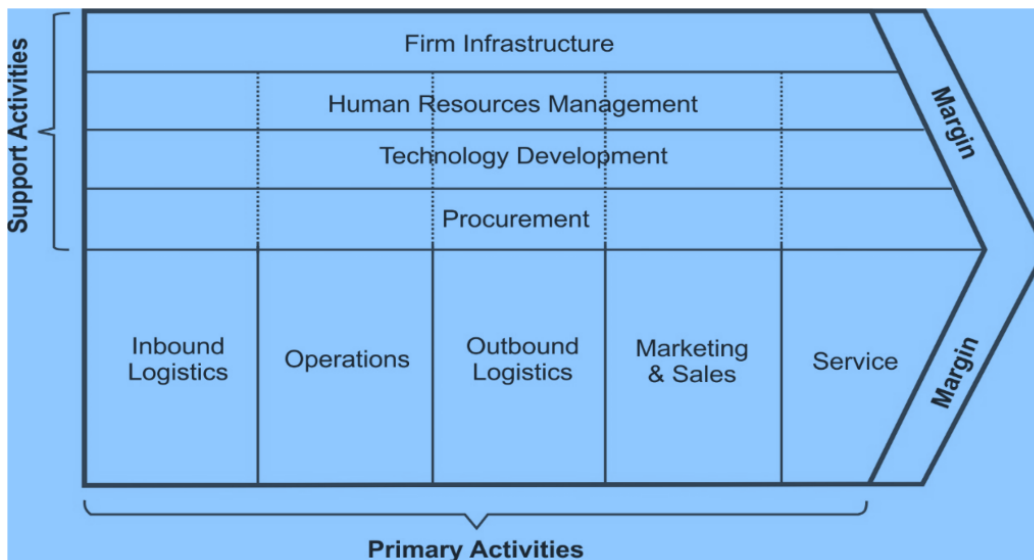 Support Activities
Firm Infrastructure
Human Resources Management
Technology Development
Procurement
Inbound
Logistics
Operations
Outbound
Logistics
Marketing
& Sales
Service
Margin
Margin
Primary Activities